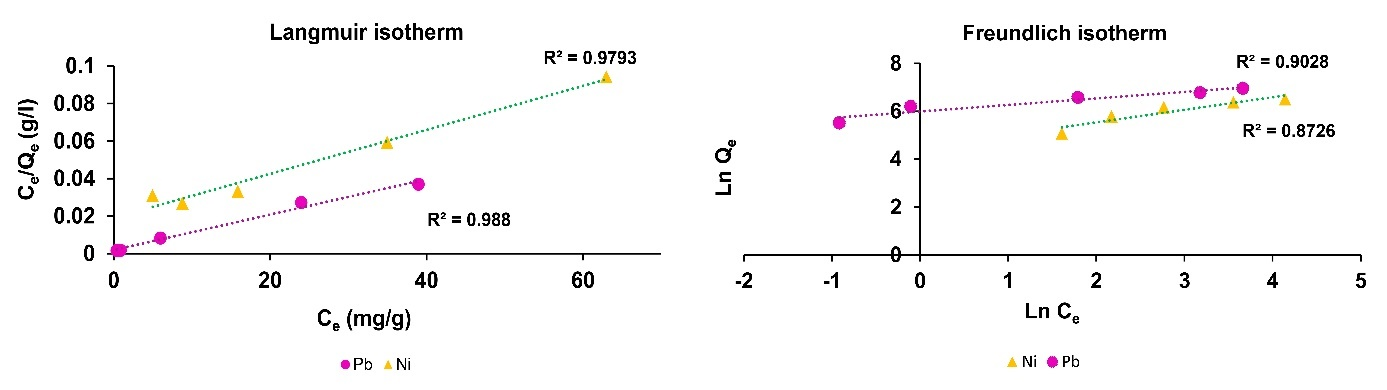 Langmuir isotherm
R² = 0.9793
0.1
0.08
0.06
0.04
0.02
0
Cₑ/Qₑ (g/l)
R² = 0.988
0 20 40 60
Cₑ (mg/g)
Pb Ni
Freundlich isotherm
R² = 0.9028
8
6
4
2
0
Ln Qₑ
R² = 0.8726
-2 -1 0 1 2 3 4 5
Ln Cₑ
Ni Pb